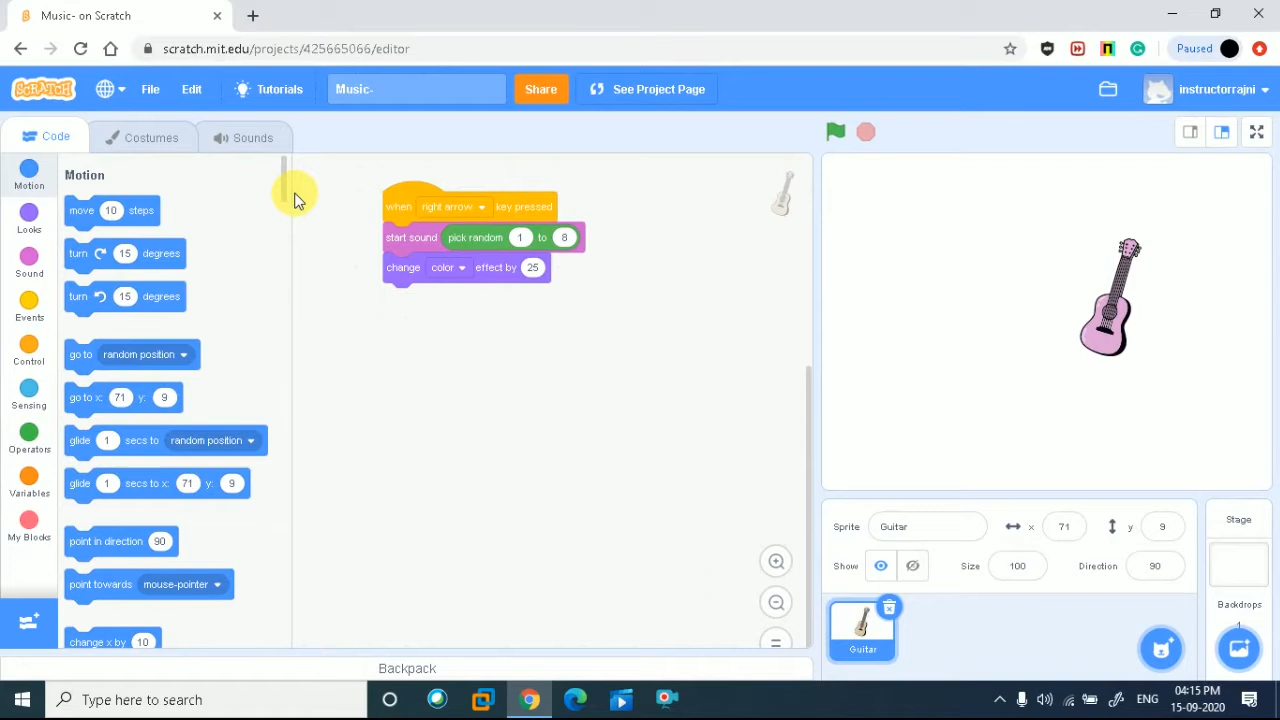 Music- on Scratch
scratch.mit.edu/projects/425665066/editor
Paused
SCRATCH
File
Edit
Tutorials
Music-
Share
See Project Page
instructorrajni
Code
Costumes
Sounds
Motion
Looks
Sound
Events
Control
Sensing
Operators
Variables
My Blocks
Motion
move 10 steps
turn 15 degrees
turn 15 degrees
go to random position
go to x: 71 y: 9
glide 1 secs to random position
glide 1 secs to x: 71 y: 9
point in direction 90
point towards mouse-pointer
change x by 10
when right arrow key pressed
start sound pick random 1 to 8
change color effect by 25
Sprite Guitar x 71 y 9
Show Size 100 Direction 90
Guitar
Stage
Backdrops
1
Backpack
Type here to search
ENG
04:15 PM
15-09-2020